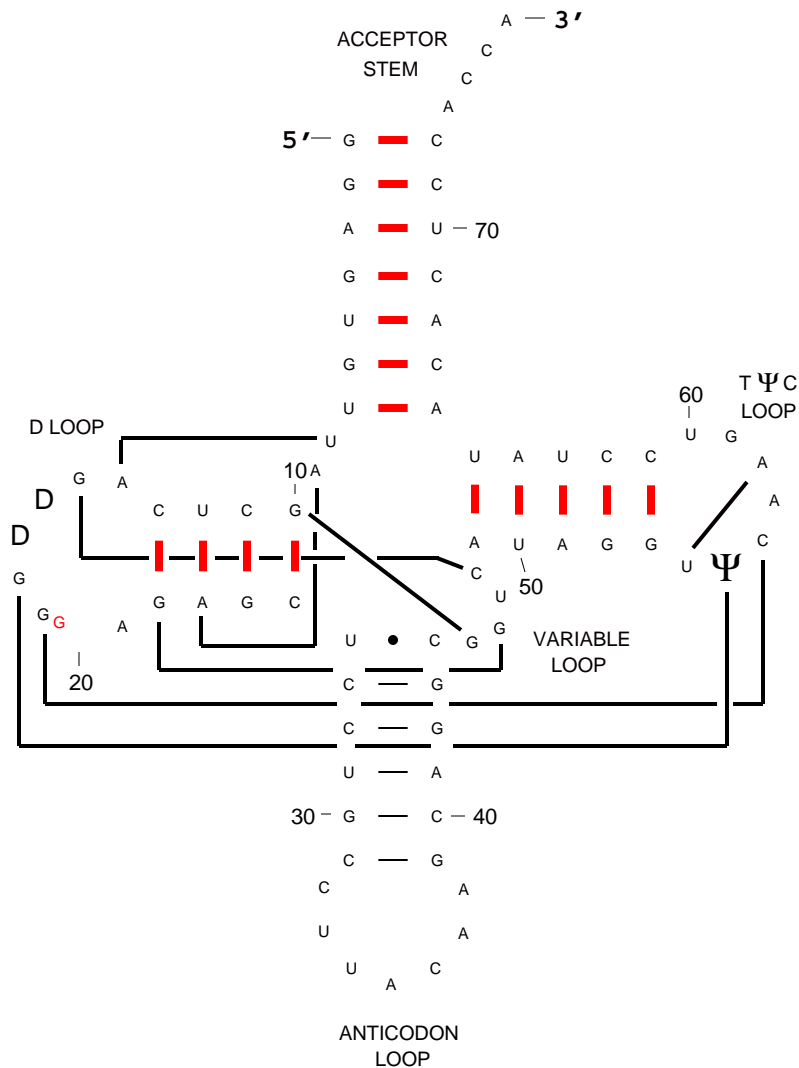 A — 3’
ACCEPTOR
STEM
C
C
A
5’ — G C
G C
A U — 70
G C
U A
G C
U A
T Ψ C
LOOP
60
D LOOP
U
U A U C C
U G A A C
10
A
G A
D
D
C U C G
A U A G G U Ψ
50
C U G G
G
G G
A G A G C
20
VARIABLE
LOOP
U • C
C G
C G
U A
30 — G C — 40
C G
C A
U A
U A C
ANTICODON
LOOP